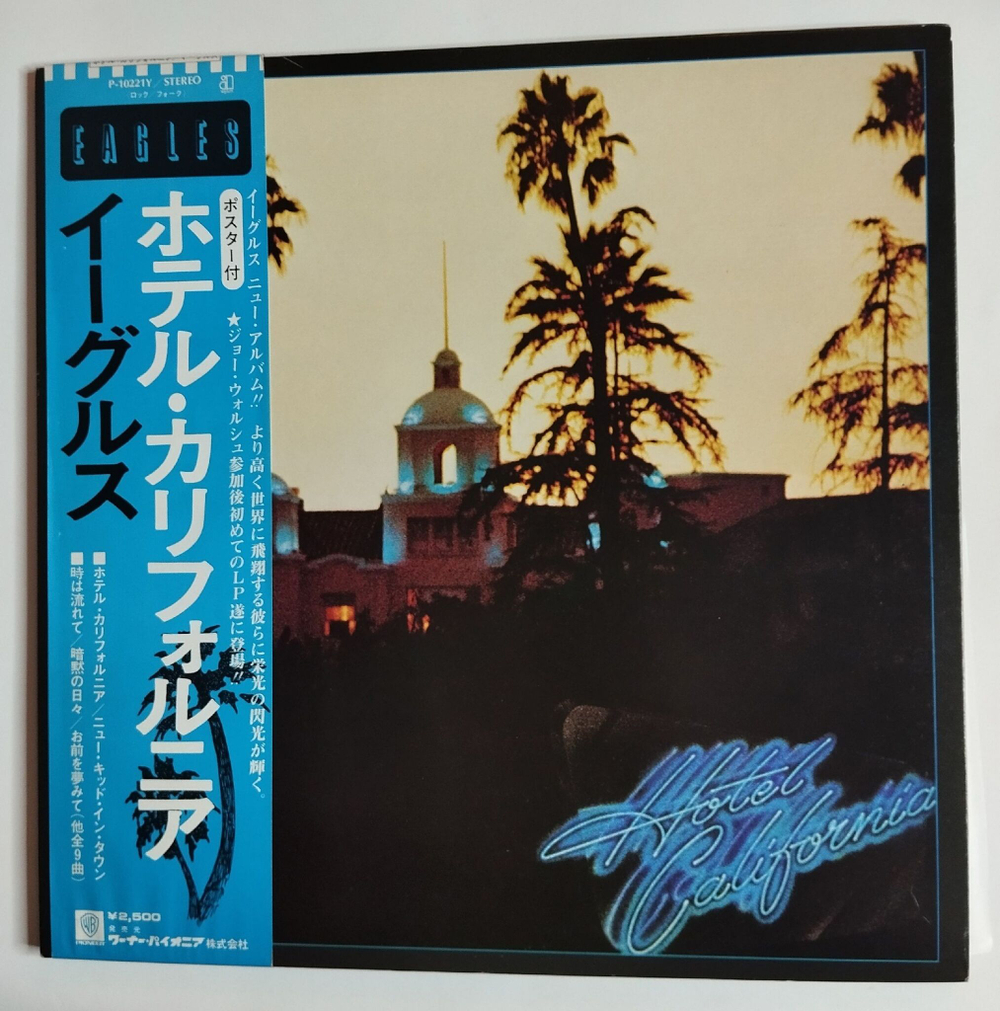 P-10221Y/STEREO
ロック/フォーク
EAGLES
イーグルス ニュー・アルバム!! より高く世界に飛翔する彼らに栄光の閃光が輝く。
ポスター付
★ジョー・ウォルシュ参加後初めてのLP遂に登場!!
ホテル・カリフォルニア
イーグルス
■ホテル・カリフォルニア/ニュー・キッド・イン・タウン
■時は流れて/暗黙の日々/お前を夢みて(他全9曲)
WB
PIONEER
¥2,500
発売元
ワーナー・パイオニア株式会社
Hotel
California